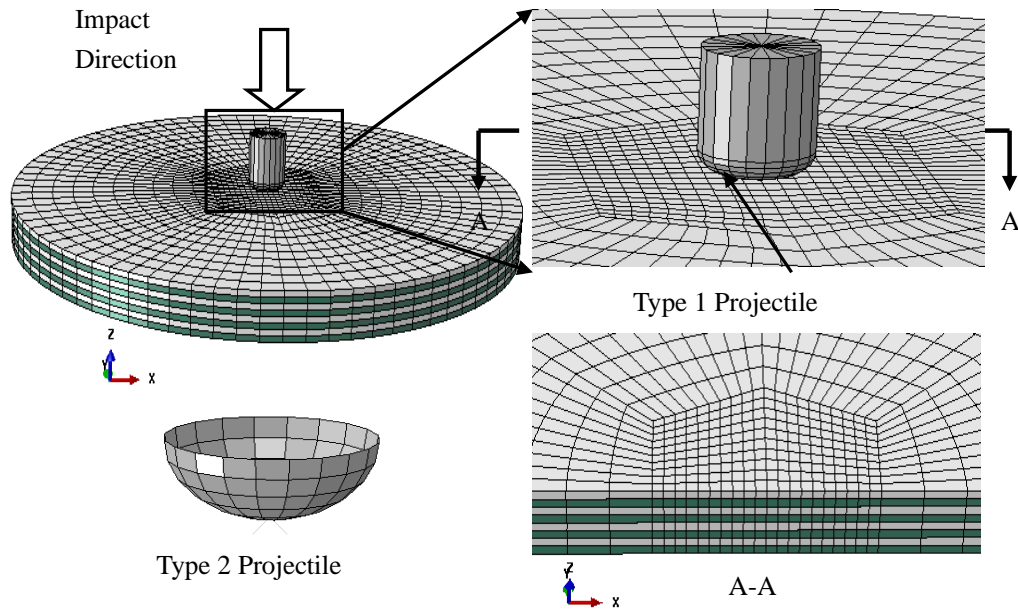 Impact
Direction
A
A
Type 1 Projectile
Z
Y
X
Type 2 Projectile
Z
Y
X
A-A